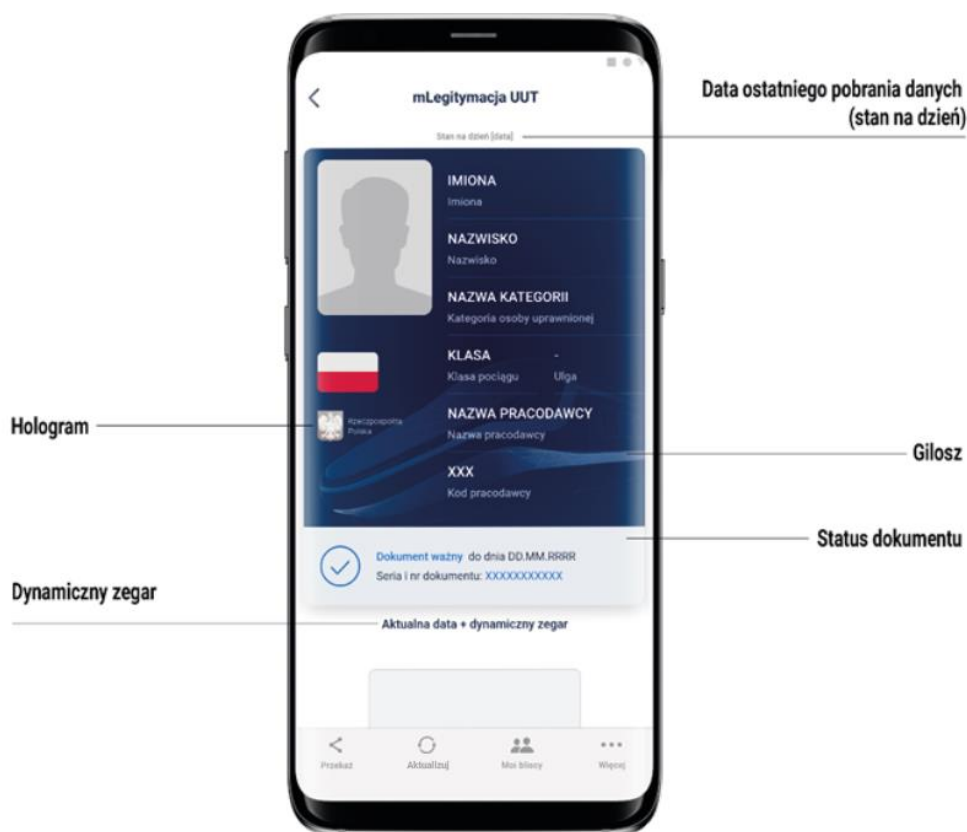 mLegitymacja UUT
Data ostatniego pobrania danych
(stan na dzień)
Stan na dzień [data]
IMIONA
Imiona
NAZWISKO
Nazwisko
NAZWA KATEGORII
Kategoria osoby uprawnionej
KLASA -
Klasa pociągu Ulga
Hologram
Rzeczpospolita
Polska
NAZWA PRACODAWCY
Nazwa pracodawcy
Gilosz
XXX
Kod pracodawcy
Status dokumentu
Dokument ważny do dnia DD.MM.RRRR
Seria i nr dokumentu: XXXXXXXXXXX
Dynamiczny zegar
Aktualna data + dynamiczny zegar
Przekaż Aktualizuj Moi bliscy Więcej